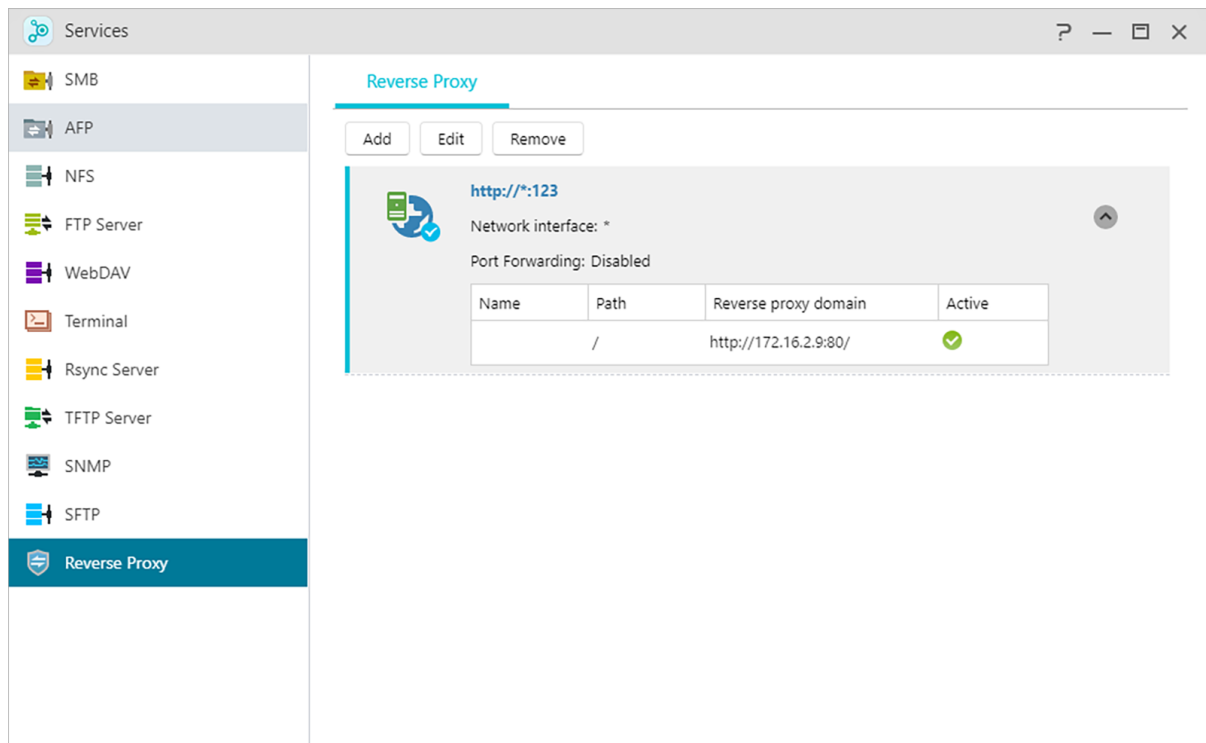 Services
SMB
AFP
NFS
FTP Server
WebDAV
Terminal
Rsync Server
TFTP Server
SNMP
SFTP
Reverse Proxy
Reverse Proxy
Add Edit Remove
http://*:123
Network interface: *
Port Forwarding: Disabled
Name Path Reverse proxy domain Active
/ http://172.16.2.9:80/